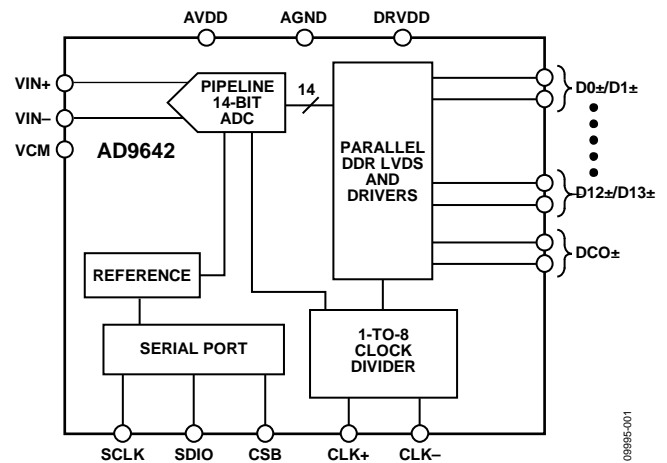 AVDD AGND DRVDD
VIN+
VIN–
VCM
AD9642
PIPELINE
14-BIT
ADC
14
PARALLEL
DDR LVDS
AND
DRIVERS
D0±/D1±
D12±/D13±
DCO±
REFERENCE
SERIAL PORT
1-TO-8
CLOCK
DIVIDER
SCLK SDIO CSB CLK+ CLK–
09995-001